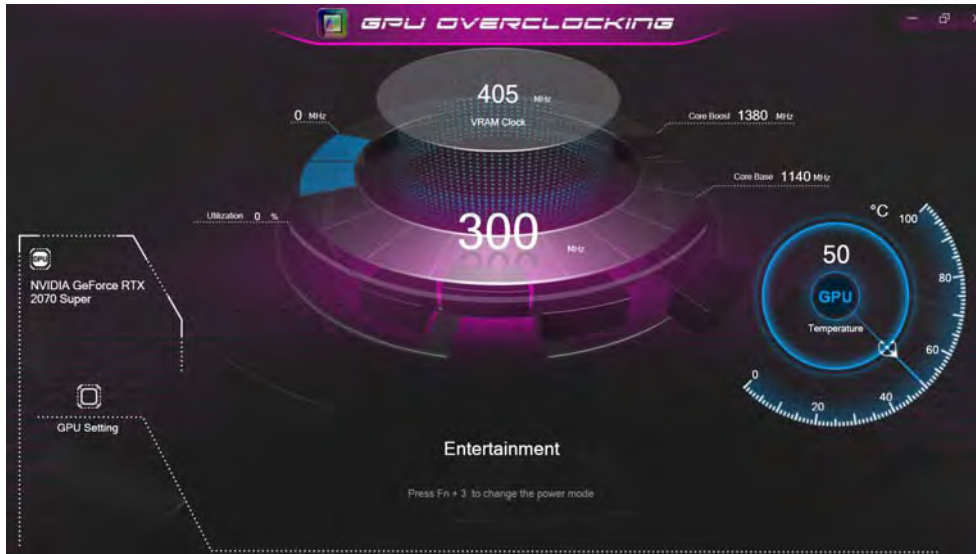 GPU OVERCLOCKING
405 MHz
VRAM Clock
0 MHz
Core Boost 1380 MHz
Core Base 1140 MHz
Utilization 0 %
300 MHz
GPU
NVIDIA GeForce RTX
2070 Super
GPU Setting
°C
100
80
60
40
20
0
50
GPU
Temperature
Entertainment
Press Fn + 3 to change the power mode